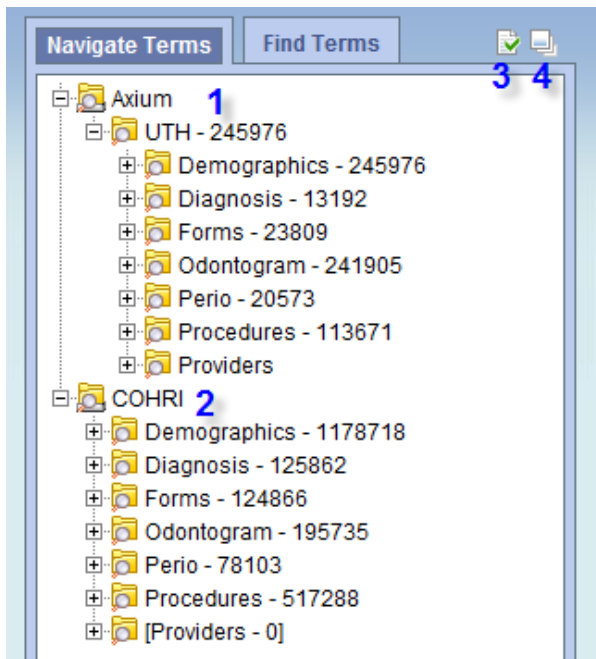 Navigate Terms Find Terms
3 4
Axium 1
UTH - 245976
Demographics - 245976
Diagnosis - 13192
Forms - 23809
Odontogram - 241905
Perio - 20573
Procedures - 113671
Providers
COHRI 2
Demographics - 1178718
Diagnosis - 125862
Forms - 124866
Odontogram - 195735
Perio - 78103
Procedures - 517288
[Providers - 0]